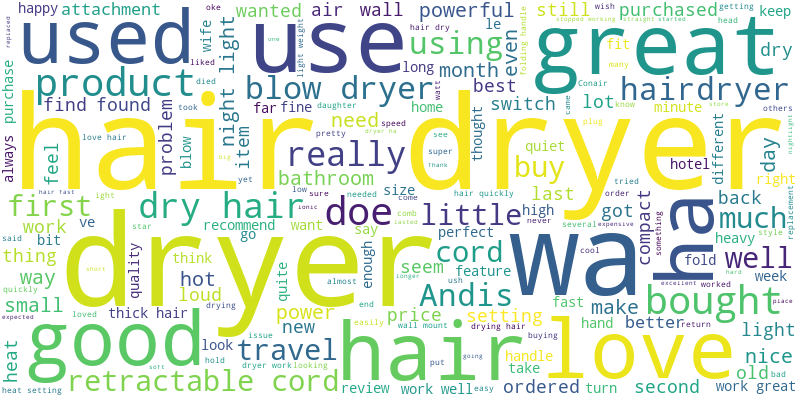 happy
attachment
oke
wife
wanted
air
wall
powerful
le
still
purchased
stopped working
straight
started
wish
getting
keep
replaced
used
use
great
liked
night light
light weight
one
hair dry
using
long
month
even
folding handle
head
fit
dry
product
blow dryer
best
Conair
many
hairdryer
purchase
find found
died
took
far
fine
daughter
watt
home
switch
lot
came
know
minute
others
always
love hair
problem
blow
item
pretty
need
speed
dryer ha
see
thought
store
plug
different
nightlight
hair dryer
feel
big
yet
really
super
Thank
quiet
buy
hotel
day
right
bathroom
hair fast
light
low
sure
needed
size
come
hair quickly
last
tried
compact
something
replacement
first
dry hair
ionic
doe
little
high
order
never
got
expensive
back
style
much
work
ve
star
recommend
want
comb
lasted
perfect
several
heavy
said
bit
go
say
cord
cool
fold
thing
think
quality
quite
enough
seem
feature
wa
ha
well
way
hot
almost
longer
excellent
worked
hard
week
quickly
short
dryer
loud
Andis
ush
fast
bought
piece
small
loved
drying
power
end
price
setting
make
expected
thick hair
issue
easily
wall mount
hand
better
return
light
heat
good
new
look
hold
travel
dryer work
looking
buying
drying hair
hair
handle
love
nice
old
bad
sort
put
going
take
heat setting
retractable cord
review
work well
easy
ordered
turn
second
work great